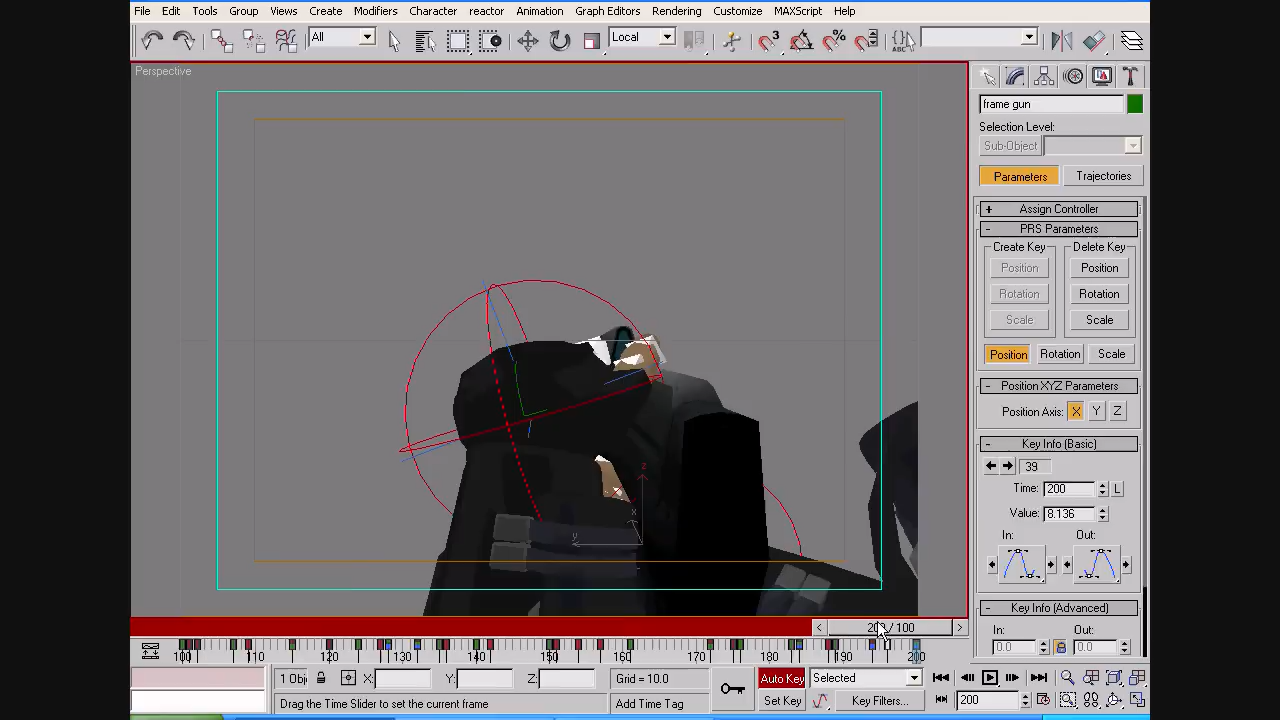 File Edit Tools Group Views Create Modifiers Character reactor Animation Graph Editors Rendering Customize MAXScript Help
All Local
3 % ABC
Perspective
frame gun
Selection Level:
Sub-Object
Parameters Trajectories
+ Assign Controller
- PRS Parameters
Create Key Delete Key
Position Position
Rotation Rotation
Scale Scale
Position Rotation Scale
- Position XYZ Parameters
Position Axis: X Y Z
- Key Info (Basic)
39
Time: 200 L
Value: 8.136
In: Out:
- Key Info (Advanced)
In: Out:
0.0 0.0
z
x
y
< / 100 >
100 110 120 130 140 150 160 170 180 190 200
1 Obj X: Y: Z: Grid = 10.0 Auto Key Selected
Drag the Time Slider to set the current frame Add Time Tag Set Key Key Filters... 200